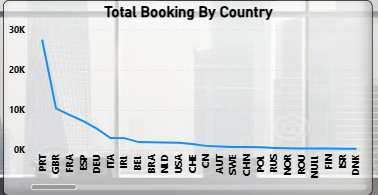 Total Booking By Country
30K
20K
10K
0K
PRT GBR FRA ESP DEU ITA IRL BEL BRA NLD USA CHE CN AUT SWE CHN POL RUS NOR ROU NULL FIN ISR DNK